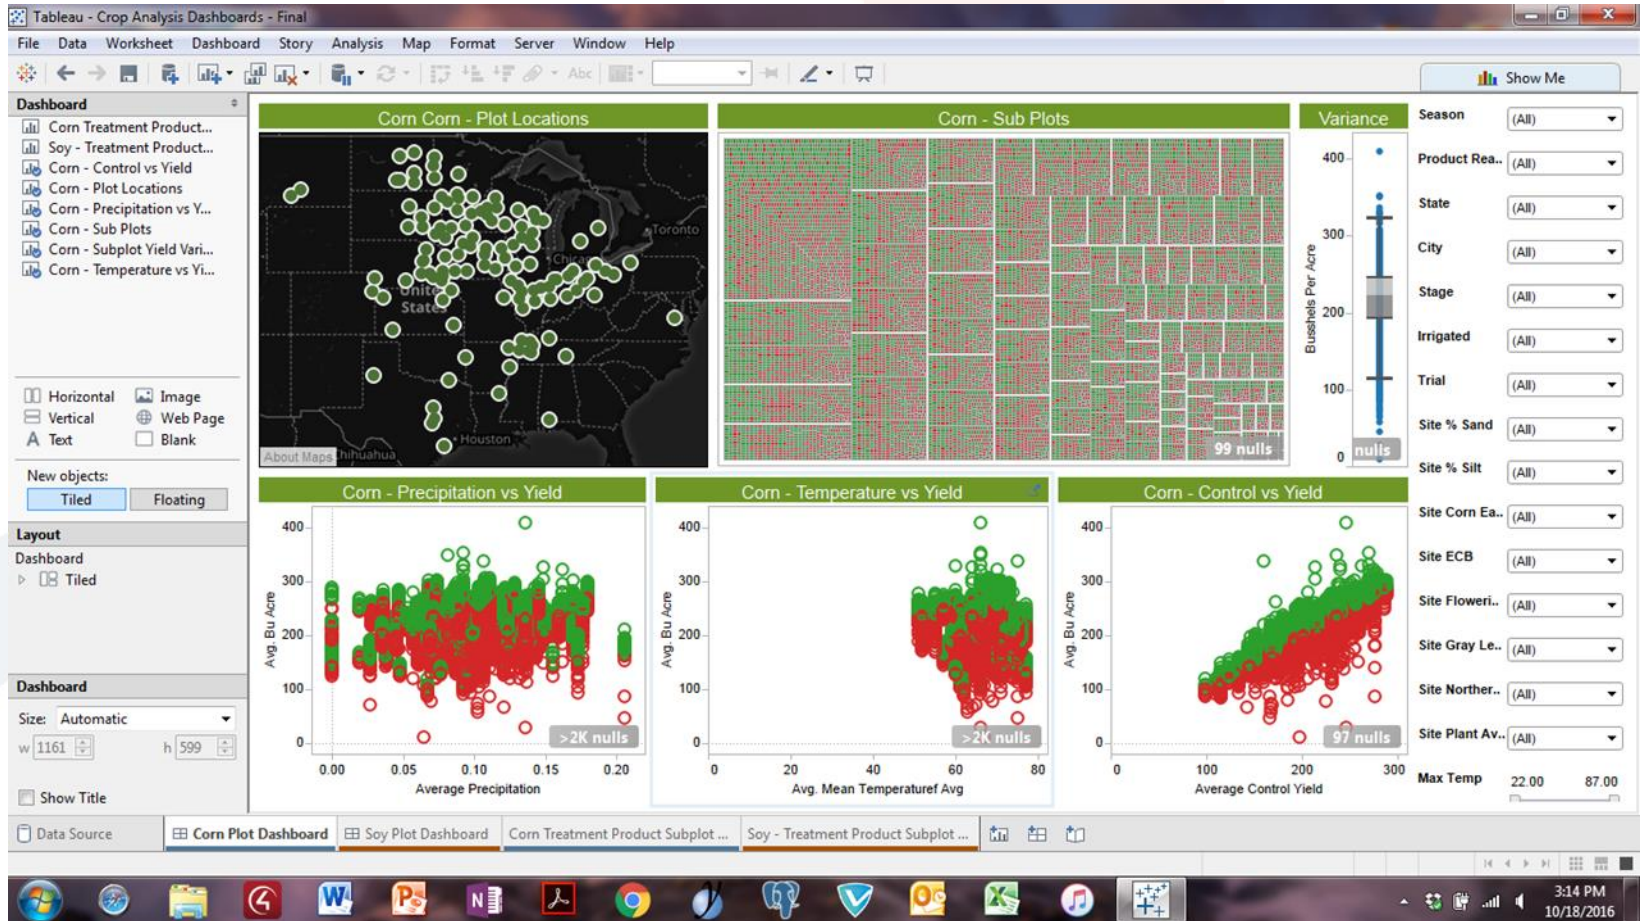 Tableau - Crop Analysis Dashboards - Final
File Data Worksheet Dashboard Story Analysis Map Format Server Window Help
Abc
Show Me
Dashboard
Corn Treatment Product...
Soy - Treatment Product...
Corn - Control vs Yield
Corn - Plot Locations
Corn - Precipitation vs Y...
Corn - Sub Plots
Corn - Subplot Yield Vari...
Corn - Temperature vs Yi...
Horizontal Image
Vertical Web Page
A Text Blank
New objects:
Tiled Floating
Layout
Dashboard
Tiled
Dashboard
Size: Automatic
w 1161 h 599
Show Title
Corn Corn - Plot Locations
Toronto
Chicag
United
States
Houston
Chihuahua
About Maps
Corn - Sub Plots
99 nulls
Variance
Busshels Per Acre
400
300
200
100
0
nulls
Corn - Precipitation vs Yield
Avg. Bu Acre
400
300
200
100
0
>2K nulls
0.00 0.05 0.10 0.15 0.20
Average Precipitation
Corn - Temperature vs Yield
Avg. Bu Acre
400
300
200
100
0
>2K nulls
0 20 40 60 80
Avg. Mean Temperaturef Avg
Corn - Control vs Yield
Avg. Bu Acre
400
300
200
100
0
97 nulls
0 100 200 300
Average Control Yield
Season (All)
Product Rea.. (All)
State (All)
City (All)
Stage (All)
Irrigated (All)
Trial (All)
Site % Sand (All)
Site % Silt (All)
Site Corn Ea.. (All)
Site ECB (All)
Site Floweri.. (All)
Site Gray Le.. (All)
Site Norther.. (All)
Site Plant Av.. (All)
Max Temp 22.00 87.00
Data Source Corn Plot Dashboard Soy Plot Dashboard Corn Treatment Product Subplot ... Soy - Treatment Product Subplot ...
3:14 PM
10/18/2016